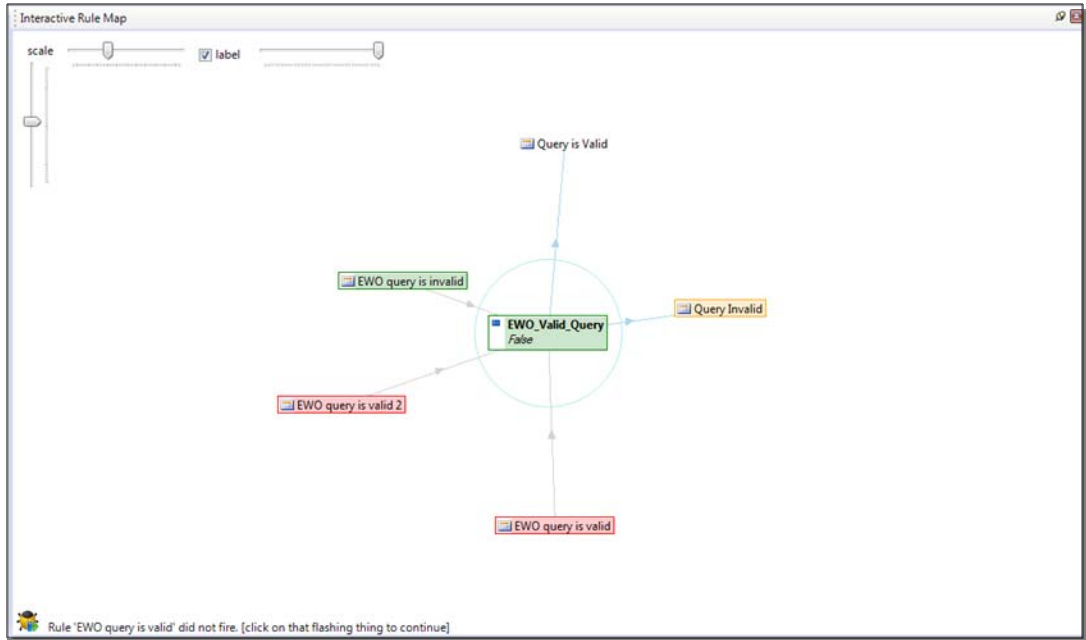 Interactive Rule Map
scale
label
Query is Valid
EWO query is invalid
Query Invalid
EWO_Valid_Query
False
EWO query is valid 2
EWO query is valid
Rule 'EWO query is valid' did not fire. [click on that flashing thing to continue]